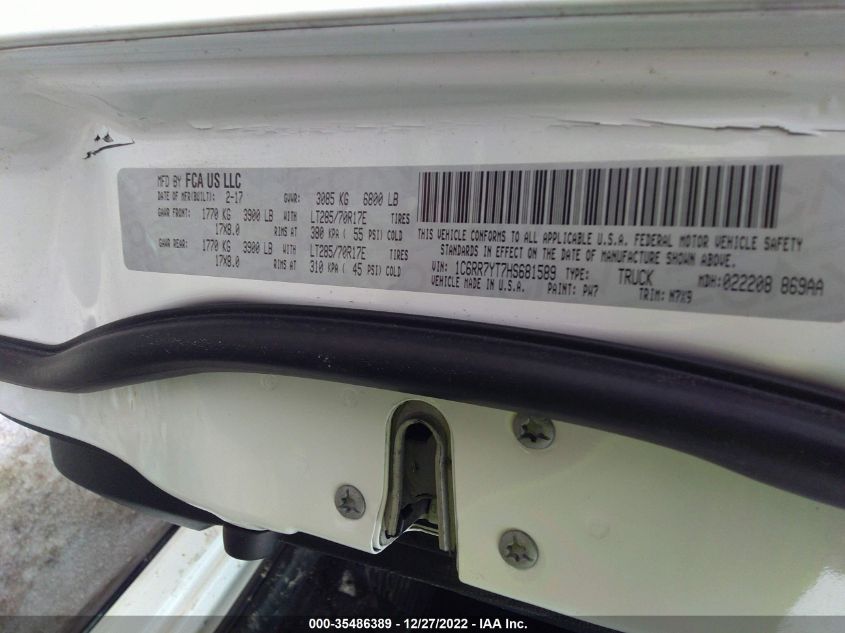 MFD BY FCA US LLC
DATE OF MFR(BUILT): 2-17 GVWR: 3085 KG 6800 LB
GAWR FRONT: 1770 KG 3900 LB WITH LT285/70R17E TIRES
17X8.0 RIMS AT 380 KPA ( 55 PSI) COLD
GAWR REAR: 1770 KG 3900 LB WITH LT285/70R17E TIRES
17X8.0 RIMS AT 310 KPA ( 45 PSI) COLD
THIS VEHICLE CONFORMS TO ALL APPLICABLE U.S.A. FEDERAL MOTOR VEHICLE SAFETY
STANDARDS IN EFFECT ON THE DATE OF MANUFACTURE SHOWN ABOVE.
VIN: 1C6RR7YT7HS681589 TYPE: TRUCK MDH:022208 869AA
VEHICLE MADE IN U.S.A. PAINT: PW7 TRIM: M7X9
000-35486389 - 12/27/2022 - IAA Inc.